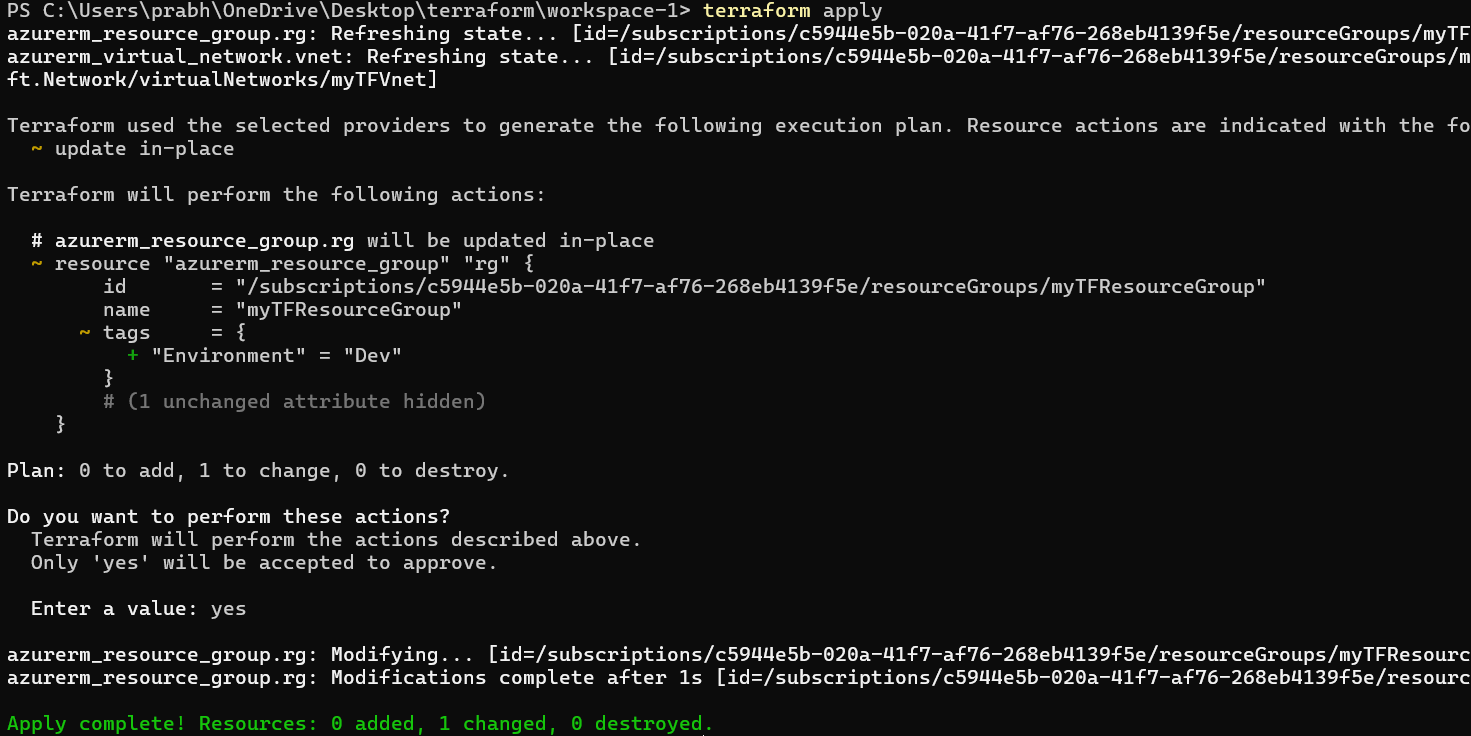 PS C:\Users\prabh\OneDrive\Desktop\terraform\workspace-1> terraform apply
azurerm_resource_group.rg: Refreshing state... [id=/subscriptions/c5944e5b-020a-41f7-af76-268eb4139f5e/resourceGroups/myTF
azurerm_virtual_network.vnet: Refreshing state... [id=/subscriptions/c5944e5b-020a-41f7-af76-268eb4139f5e/resourceGroups/m
ft.Network/virtualNetworks/myTFVnet]
Terraform used the selected providers to generate the following execution plan. Resource actions are indicated with the fo
~ update in-place
Terraform will perform the following actions:
# azurerm_resource_group.rg will be updated in-place
~ resource "azurerm_resource_group" "rg" {
id       = "/subscriptions/c5944e5b-020a-41f7-af76-268eb4139f5e/resourceGroups/myTFResourceGroup"
name     = "myTFResourceGroup"
~ tags     = {
+ "Environment" = "Dev"
}
# (1 unchanged attribute hidden)
}
Plan: 0 to add, 1 to change, 0 to destroy.
Do you want to perform these actions?
Terraform will perform the actions described above.
Only 'yes' will be accepted to approve.
Enter a value: yes
azurerm_resource_group.rg: Modifying... [id=/subscriptions/c5944e5b-020a-41f7-af76-268eb4139f5e/resourceGroups/myTFResourc
azurerm_resource_group.rg: Modifications complete after 1s [id=/subscriptions/c5944e5b-020a-41f7-af76-268eb4139f5e/resourc
Apply complete! Resources: 0 added, 1 changed, 0 destroyed.